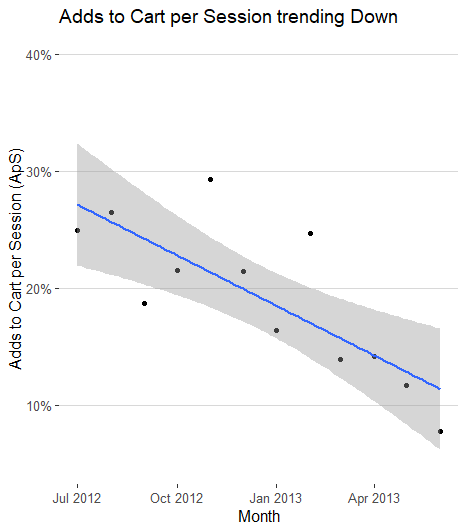 Adds to Cart per Session trending Down
Adds to Cart per Session (ApS)
40%
30%
20%
10%
Jul 2012
Oct 2012
Jan 2013
Apr 2013
Month